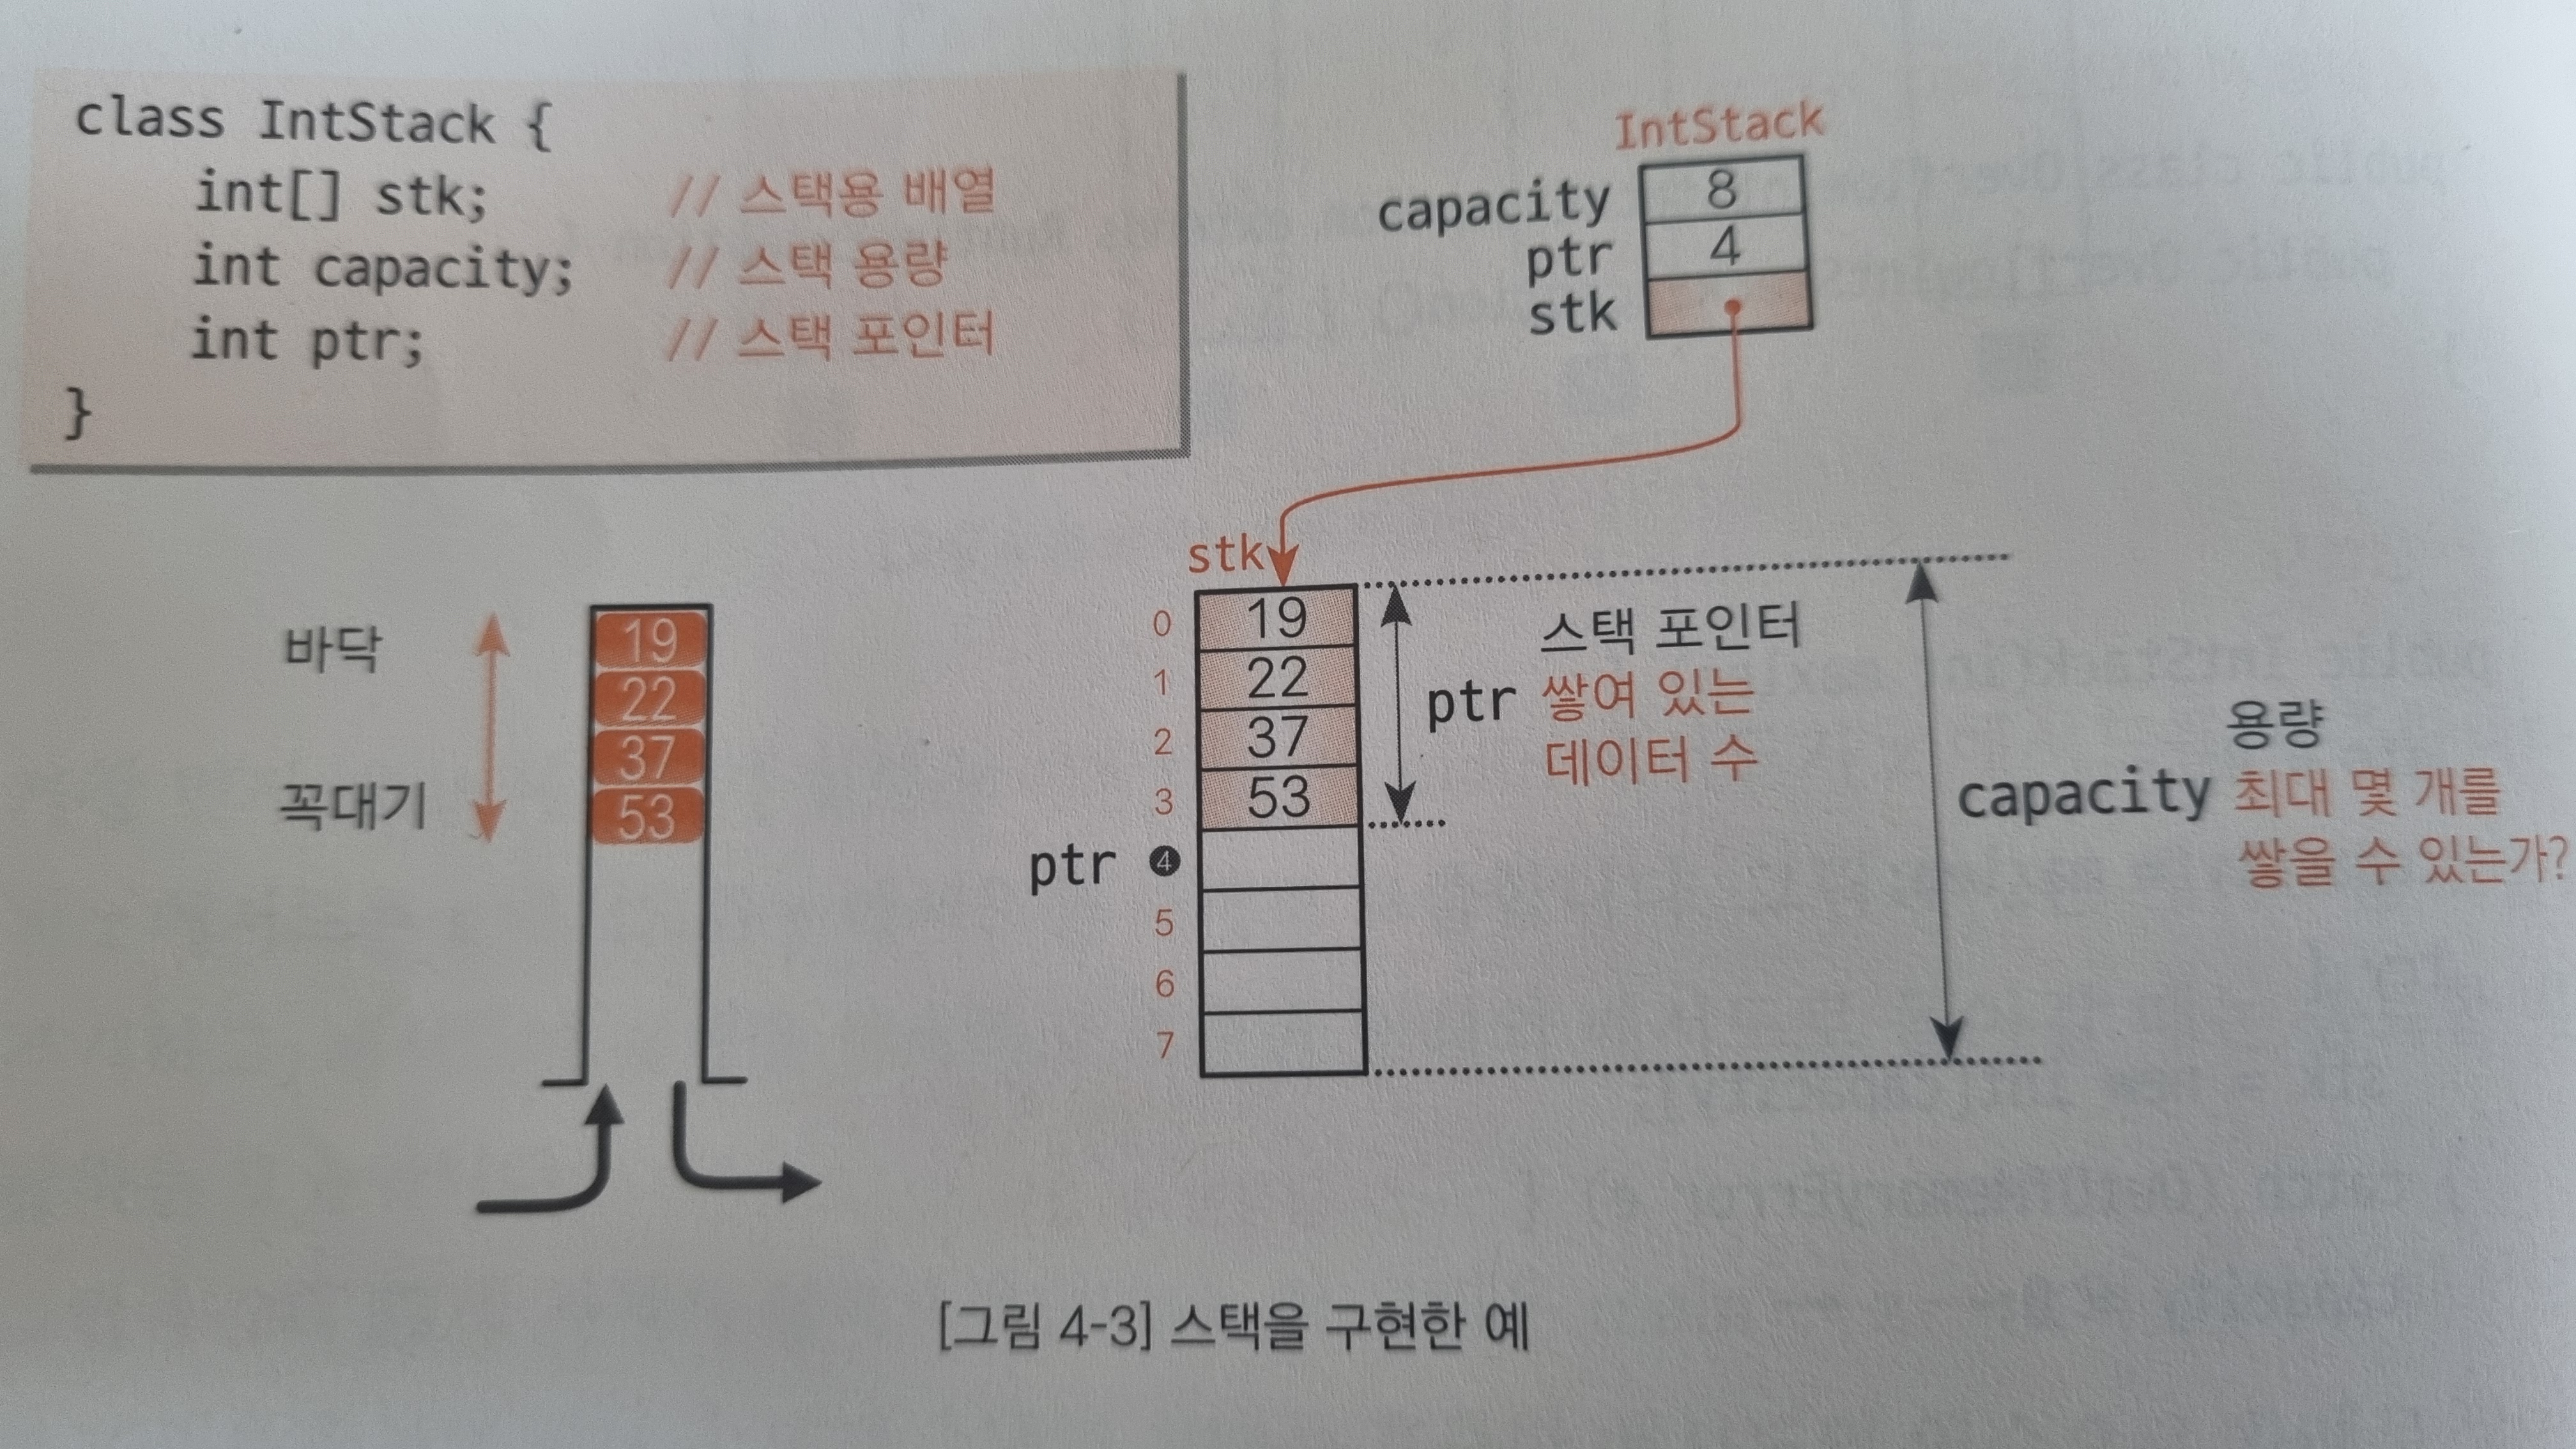 class IntStack {
int[] stk; // 스택용 배열
int capacity; // 스택 용량
int ptr; // 스택 포인터
}
IntStack
capacity 8
ptr 4
stk
stk
바닥
꼭대기
19
22
37
53
0 19
1 22
2 37
3 53
ptr 4
5
6
7
스택 포인터
ptr 쌓여 있는
데이터 수
용량
capacity 최대 몇 개를
쌓을 수 있는가?
[그림 4-3] 스택을 구현한 예